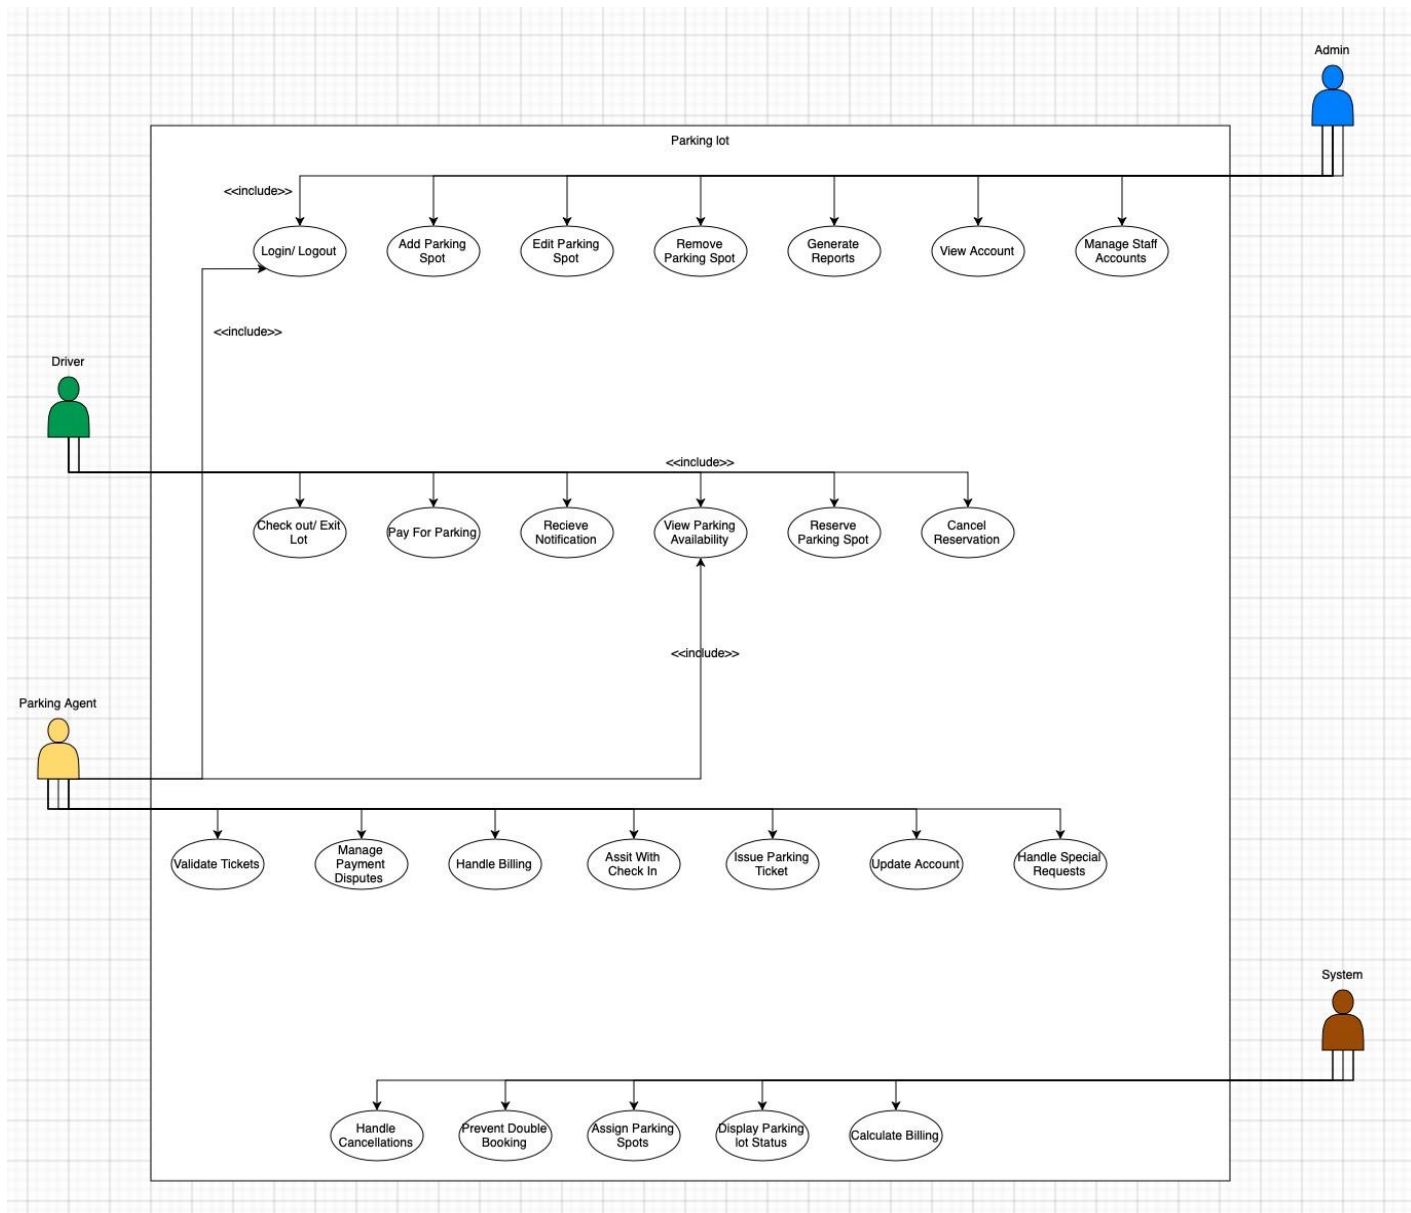 Admin
Parking lot
<<include>>
Login/ Logout
Add Parking
Spot
Edit Parking
Spot
Remove
Parking Spot
Generate
Reports
View Account
Manage Staff
Accounts
<<include>>
Driver
<<include>>
Check out/ Exit
Lot
Pay For Parking
Recieve
Notification
View Parking
Availability
Reserve
Parking Spot
Cancel
Reservation
<<include>>
Parking Agent
Validate Tickets
Manage
Payment
Disputes
Handle Billing
Assit With
Check In
Issue Parking
Ticket
Update Account
Handle Special
Requests
System
Handle
Cancellations
Prevent Double
Booking
Assign Parking
Spots
Display Parking
lot Status
Calculate Billing